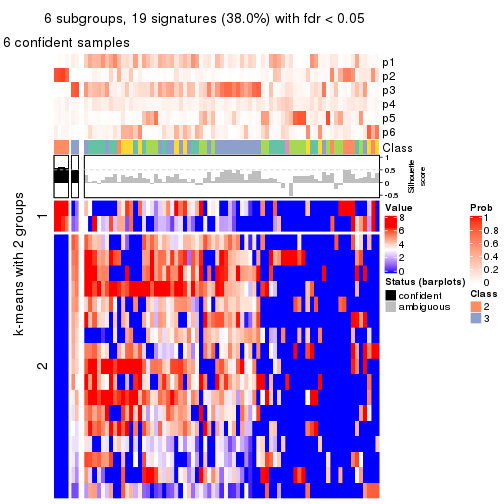 6 subgroups, 19 signatures (38.0%) with fdr < 0.05
6 confident samples
p1
p2
p3
p4
p5
p6
Class
1
0.5
0
-0.5
Silhouette
score
k-means with 2 groups
1
2
Value
8
6
4
2
0
Status (barplots)
confident
ambiguous
Prob
1
0.8
0.6
0.4
0.2
0
Class
2
3